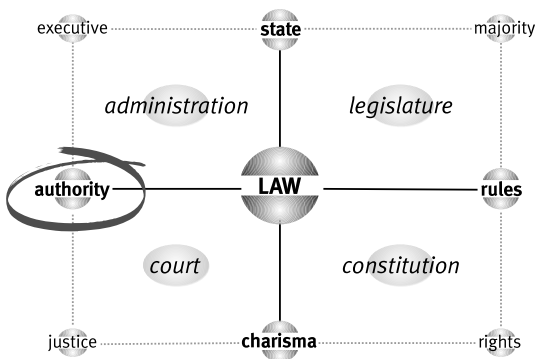 executive state majority
administration legislature
authority LAW rules
court constitution
justice charisma rights